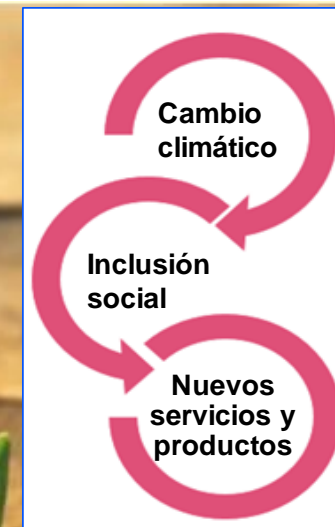 Cambio
climático
Inclusión
social
Nuevos
servicios y
productos